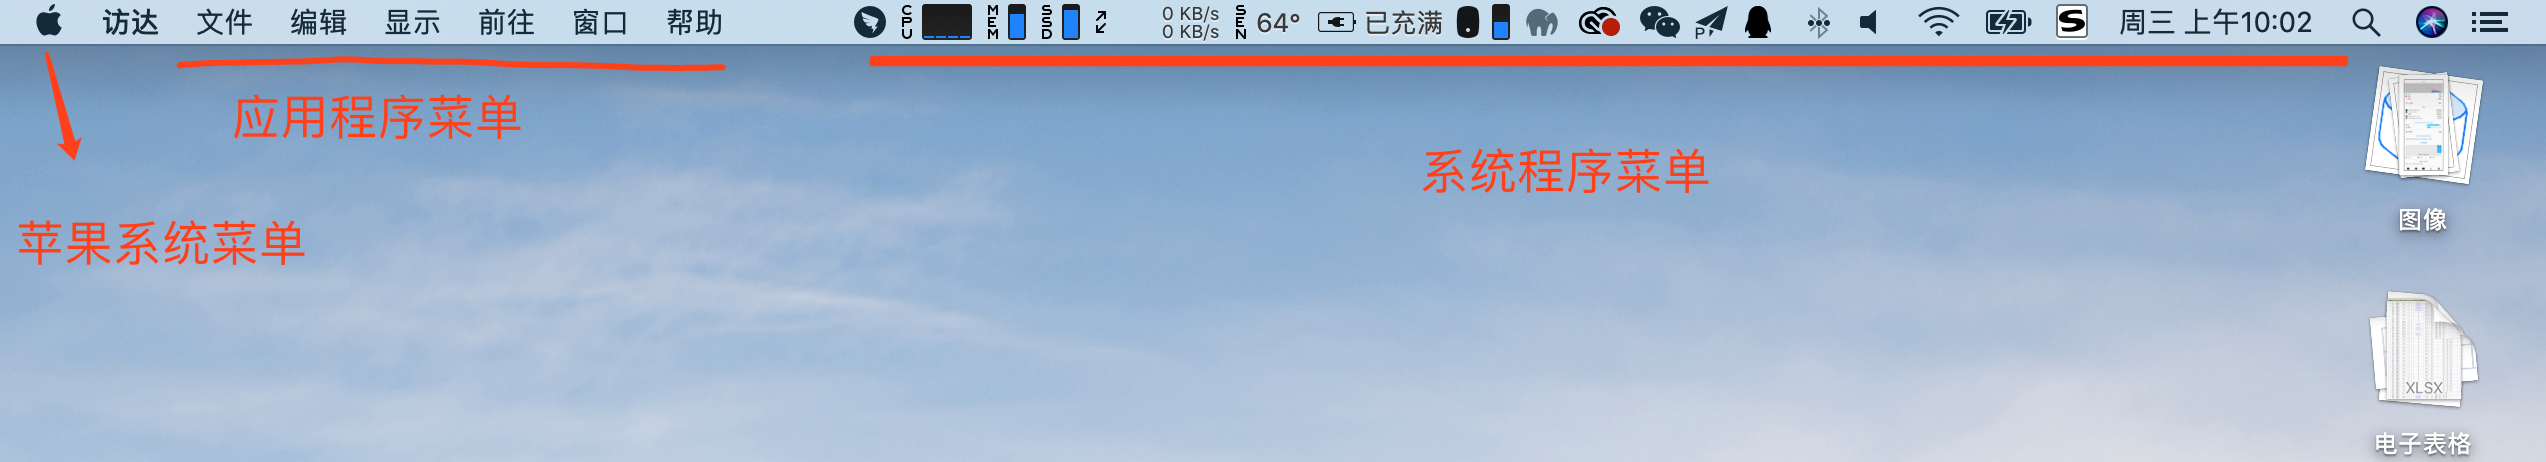 访达 文件 编辑 显示 前往 窗口 帮助 CPU MEM SSD 0 KB/s 0 KB/s SEN 64° 已充满 P S 周三 上午10:02
应用程序菜单
系统程序菜单
苹果系统菜单
图像
XLSX
电子表格